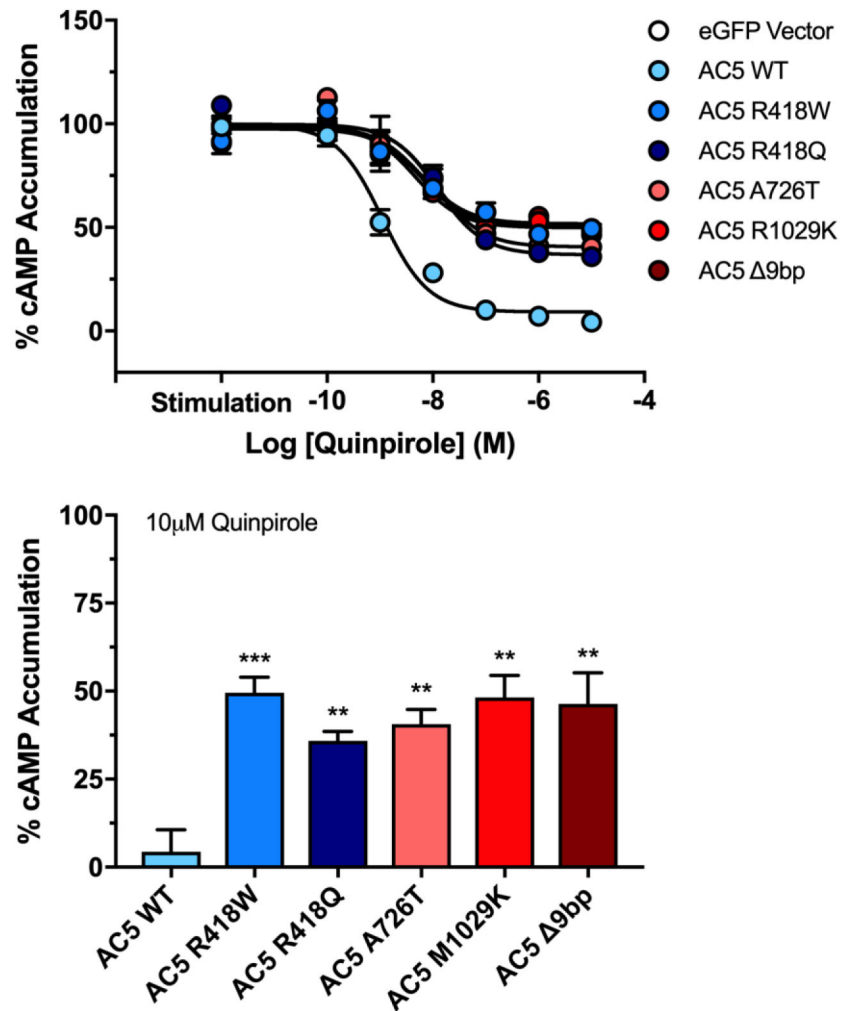 % cAMP Accumulation
150
100
50
0
Stimulation -10 -8 -6 -4
Log [Quinpirole] (M)
eGFP Vector
AC5 WT
AC5 R418W
AC5 R418Q
AC5 A726T
AC5 R1029K
AC5 Δ9bp
% cAMP Accumulation
100
75
50
25
0
10μM Quinpirole
*** ** ** ** **
AC5 WT
AC5 R418W
AC5 R418Q
AC5 A726T
AC5 M1029K
AC5 Δ9bp